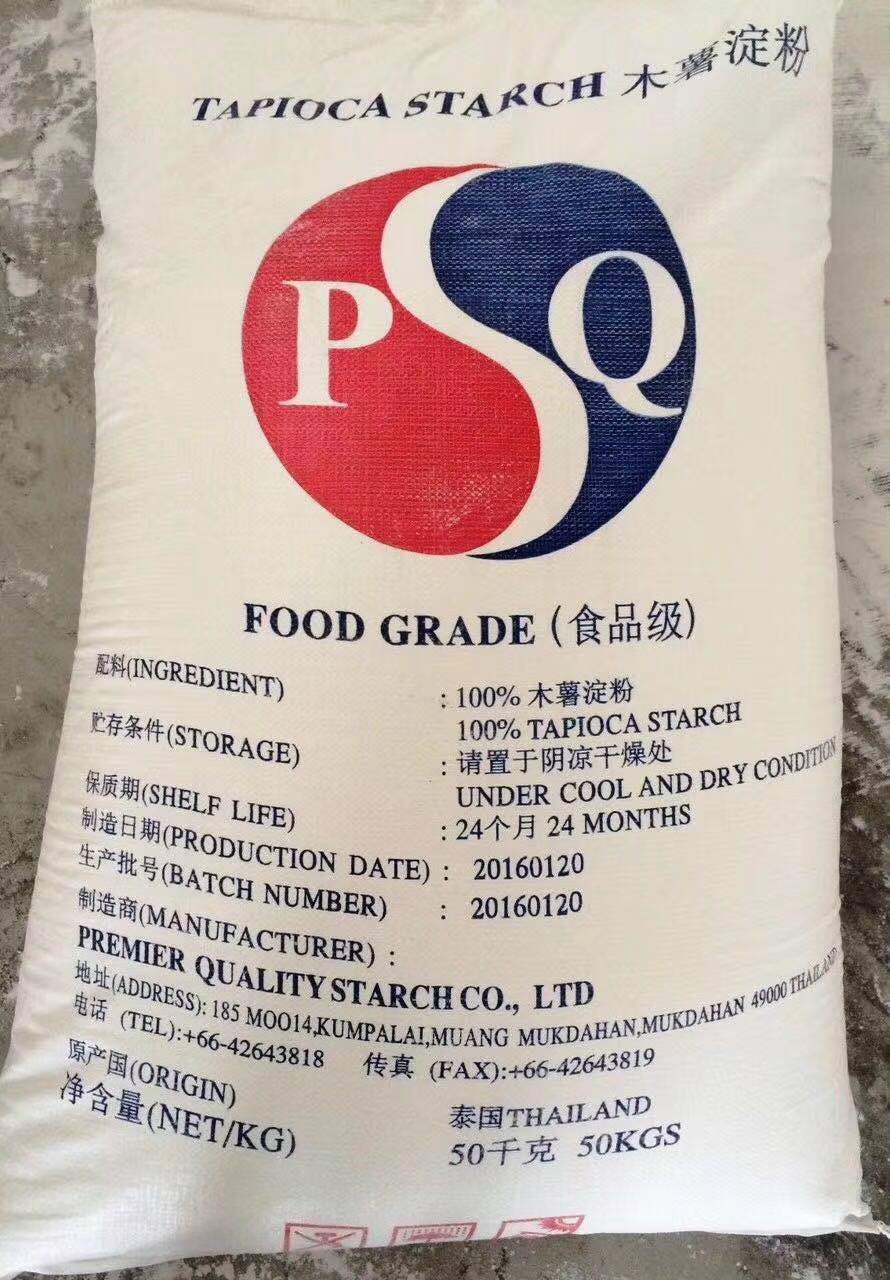 TAPIOCA STARCH 木薯淀粉
PSQ
FOOD GRADE (食品级)
配料(INGREDIENT) : 100% 木薯淀粉
100% TAPIOCA STARCH
贮存条件(STORAGE) : 请置于阴凉干燥处
UNDER COOL AND DRY CONDITION
保质期(SHELF LIFE) : 24个月 24 MONTHS
制造日期(PRODUCTION DATE) : 20160120
生产批号(BATCH NUMBER) : 20160120
制造商(MANUFACTURER) :
PREMIER QUALITY STARCH CO., LTD
地址(ADDRESS): 185 MOO14,KUMPALAI,MUANG MUKDAHAN,MUKDAHAN 49000 THAILAND
电话 (TEL):+66-42643818 传真 (FAX):+66-42643819
原产国(ORIGIN) 泰国THAILAND
净含量(NET/KG) 50千克 50KGS